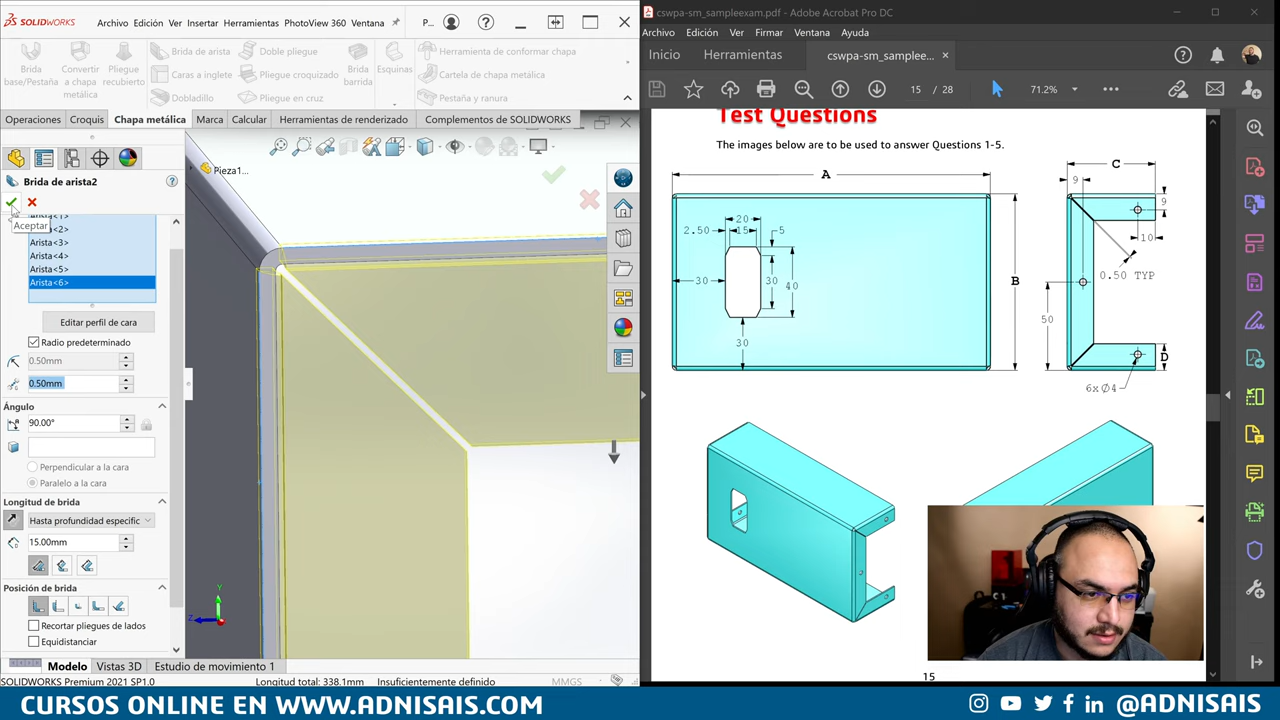 SOLIDWORKS
Archivo Edición Ver Insertar Herramientas PhotoView 360 Ventana
P...
cswpa-sm_sampleexam.pdf - Adobe Acrobat Pro DC
Archivo Edición Ver Firmar Ventana Ayuda
Inicio Herramientas cswpa-sm_samplee...
15 / 28 71.2%
Brida base/Pestaña
Convertir a chapa metálica
Pliegue recubierto
Brida de arista
Caras a inglete
Dobladillo
Doble pliegue
Pliegue croquizado
Pliegue en cruz
Brida barrida
Esquinas
Herramienta de conformar chapa
Cartela de chapa metálica
Pestaña y ranura
Operaciones Croquis Chapa metálica Marca Calcular Herramientas de renderizado Complementos de SOLIDWORKS
Pieza1...
Brida de arista2
Aceptar
Arista<1>
Arista<2>
Arista<3>
Arista<4>
Arista<5>
Arista<6>
Editar perfil de cara
Radio predeterminado
0.50mm
0.50mm
Ángulo
90.00°
Perpendicular a la cara
Paralelo a la cara
Longitud de brida
Hasta profundidad específic
15.00mm
Posición de brida
Recortar pliegues de lados
Equidistanciar
Y
Z
Modelo Vistas 3D Estudio de movimiento 1
SOLIDWORKS Premium 2021 SP1.0 Longitud total: 338.1mm Insuficientemente definido MMGS
Test Questions
The images below are to be used to answer Questions 1-5.
A
20
15
2.50
5
30
30
40
30
B
C
9
9
10
0.50 TYP
50
D
6xØ4
15
CURSOS ONLINE EN WWW.ADNISAIS.COM
@ADNISAIS